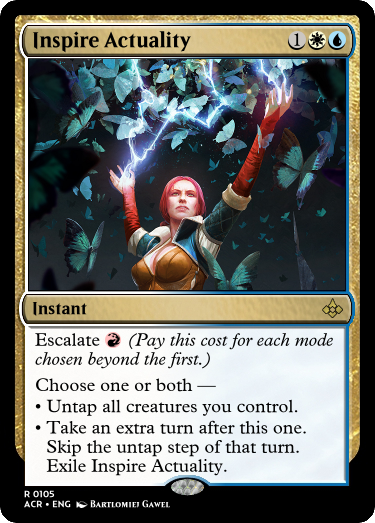 Inspire Actuality 1
Instant
Escalate (Pay this cost for each mode
chosen beyond the first.)
Choose one or both —
• Untap all creatures you control.
• Take an extra turn after this one.
Skip the untap step of that turn.
Exile Inspire Actuality.
R 0105
ACR • ENG Bartlomiej Gawel